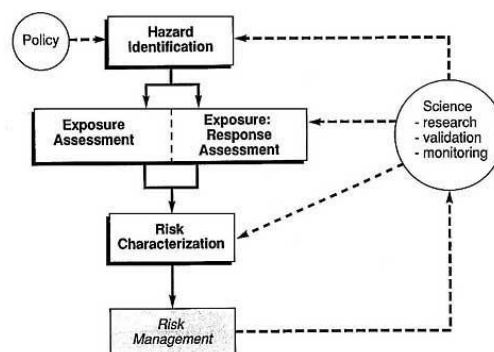 Policy
Hazard
Identification
Exposure
Assessment
Exposure:
Response
Assessment
Science
- research
- validation
- monitoring
Risk
Characterization
Risk
Management